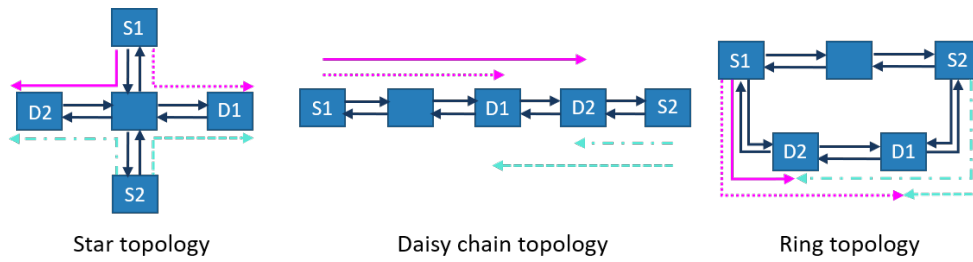 S1
D2
D1
S2
Star topology
S1
D1
D2
S2
Daisy chain topology
S1
S2
D2
D1
Ring topology